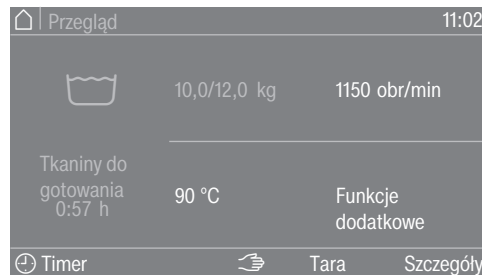 Przegląd 11:02
10,0/12,0 kg 1150 obr/min
Tkaniny do
gotowania
0:57 h
90 °C Funkcje
dodatkowe
Timer Tara Szczegóły